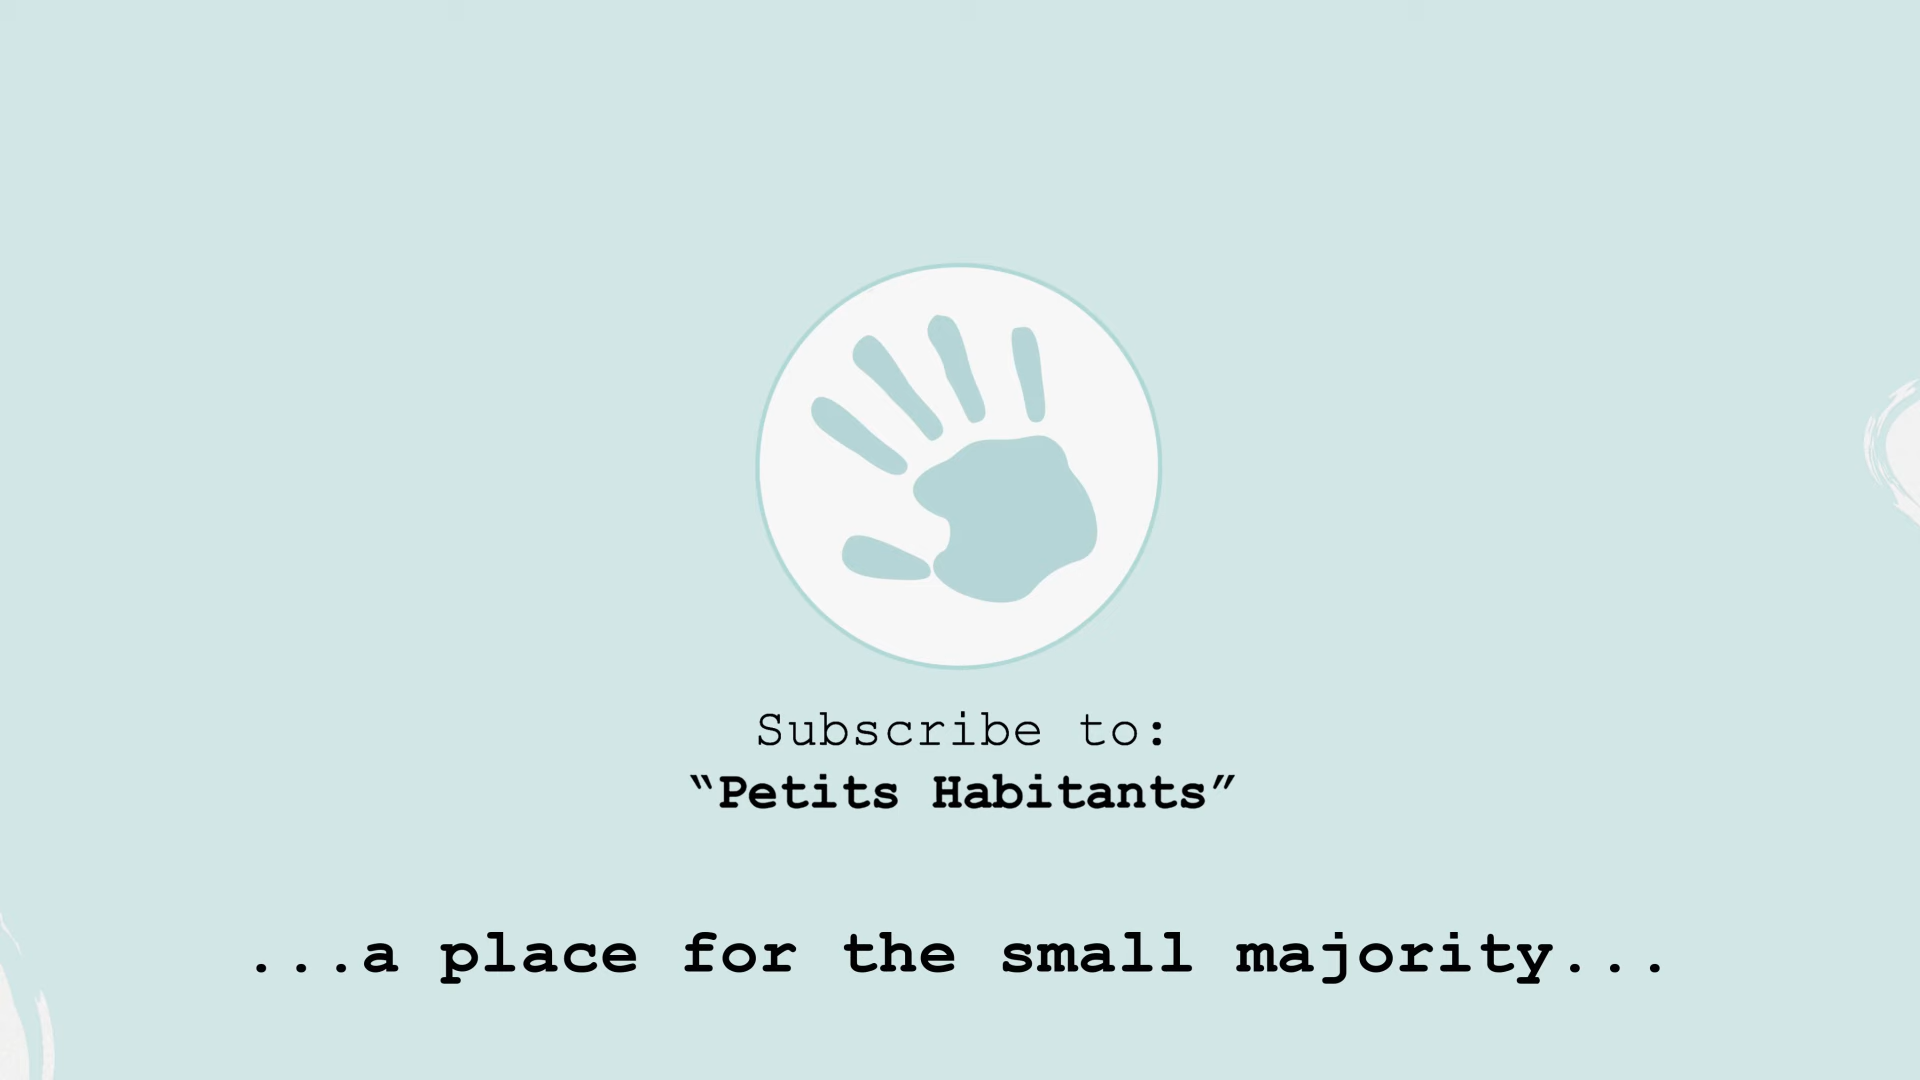 Subscribe to:
“Petits Habitants”
...a place for the small majority...